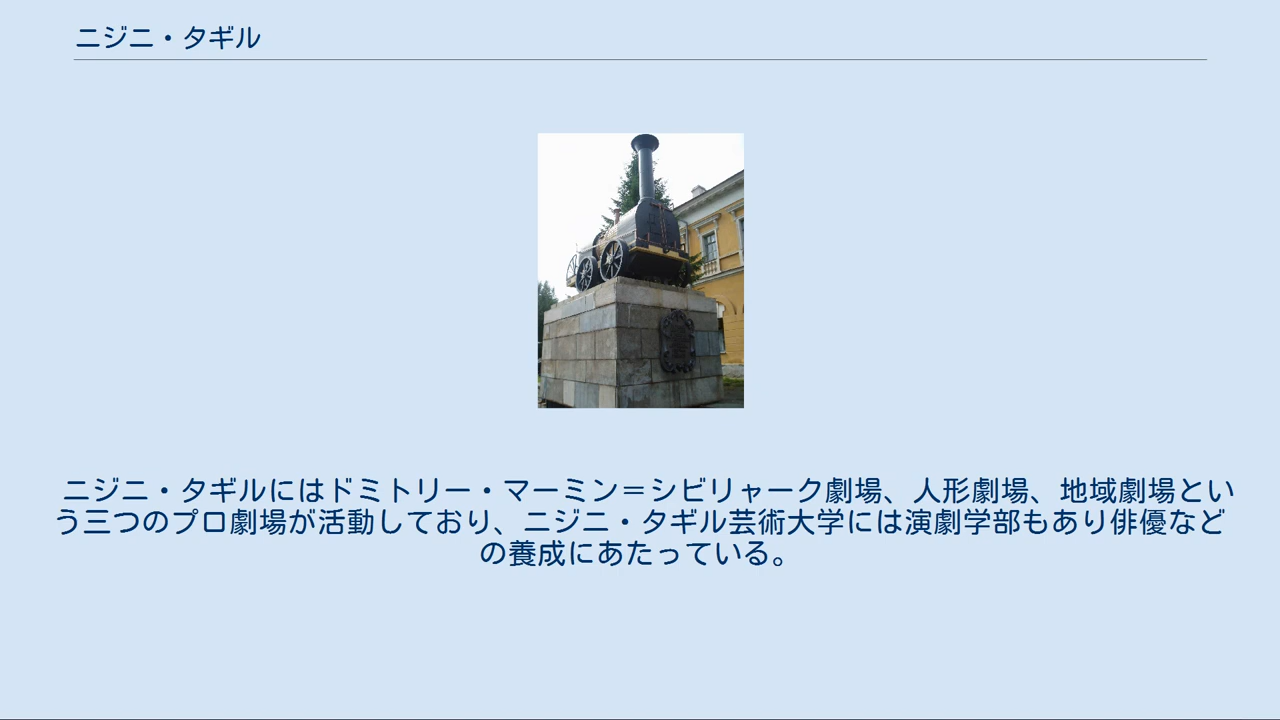 ニジニ・タギル
ニジニ・タギルにはドミトリー・マーミン＝シビリャーク劇場、人形劇場、地域劇場とい
う三つのプロ劇場が活動しており、ニジニ・タギル芸術大学には演劇学部もあり俳優など
の養成にあたっている。